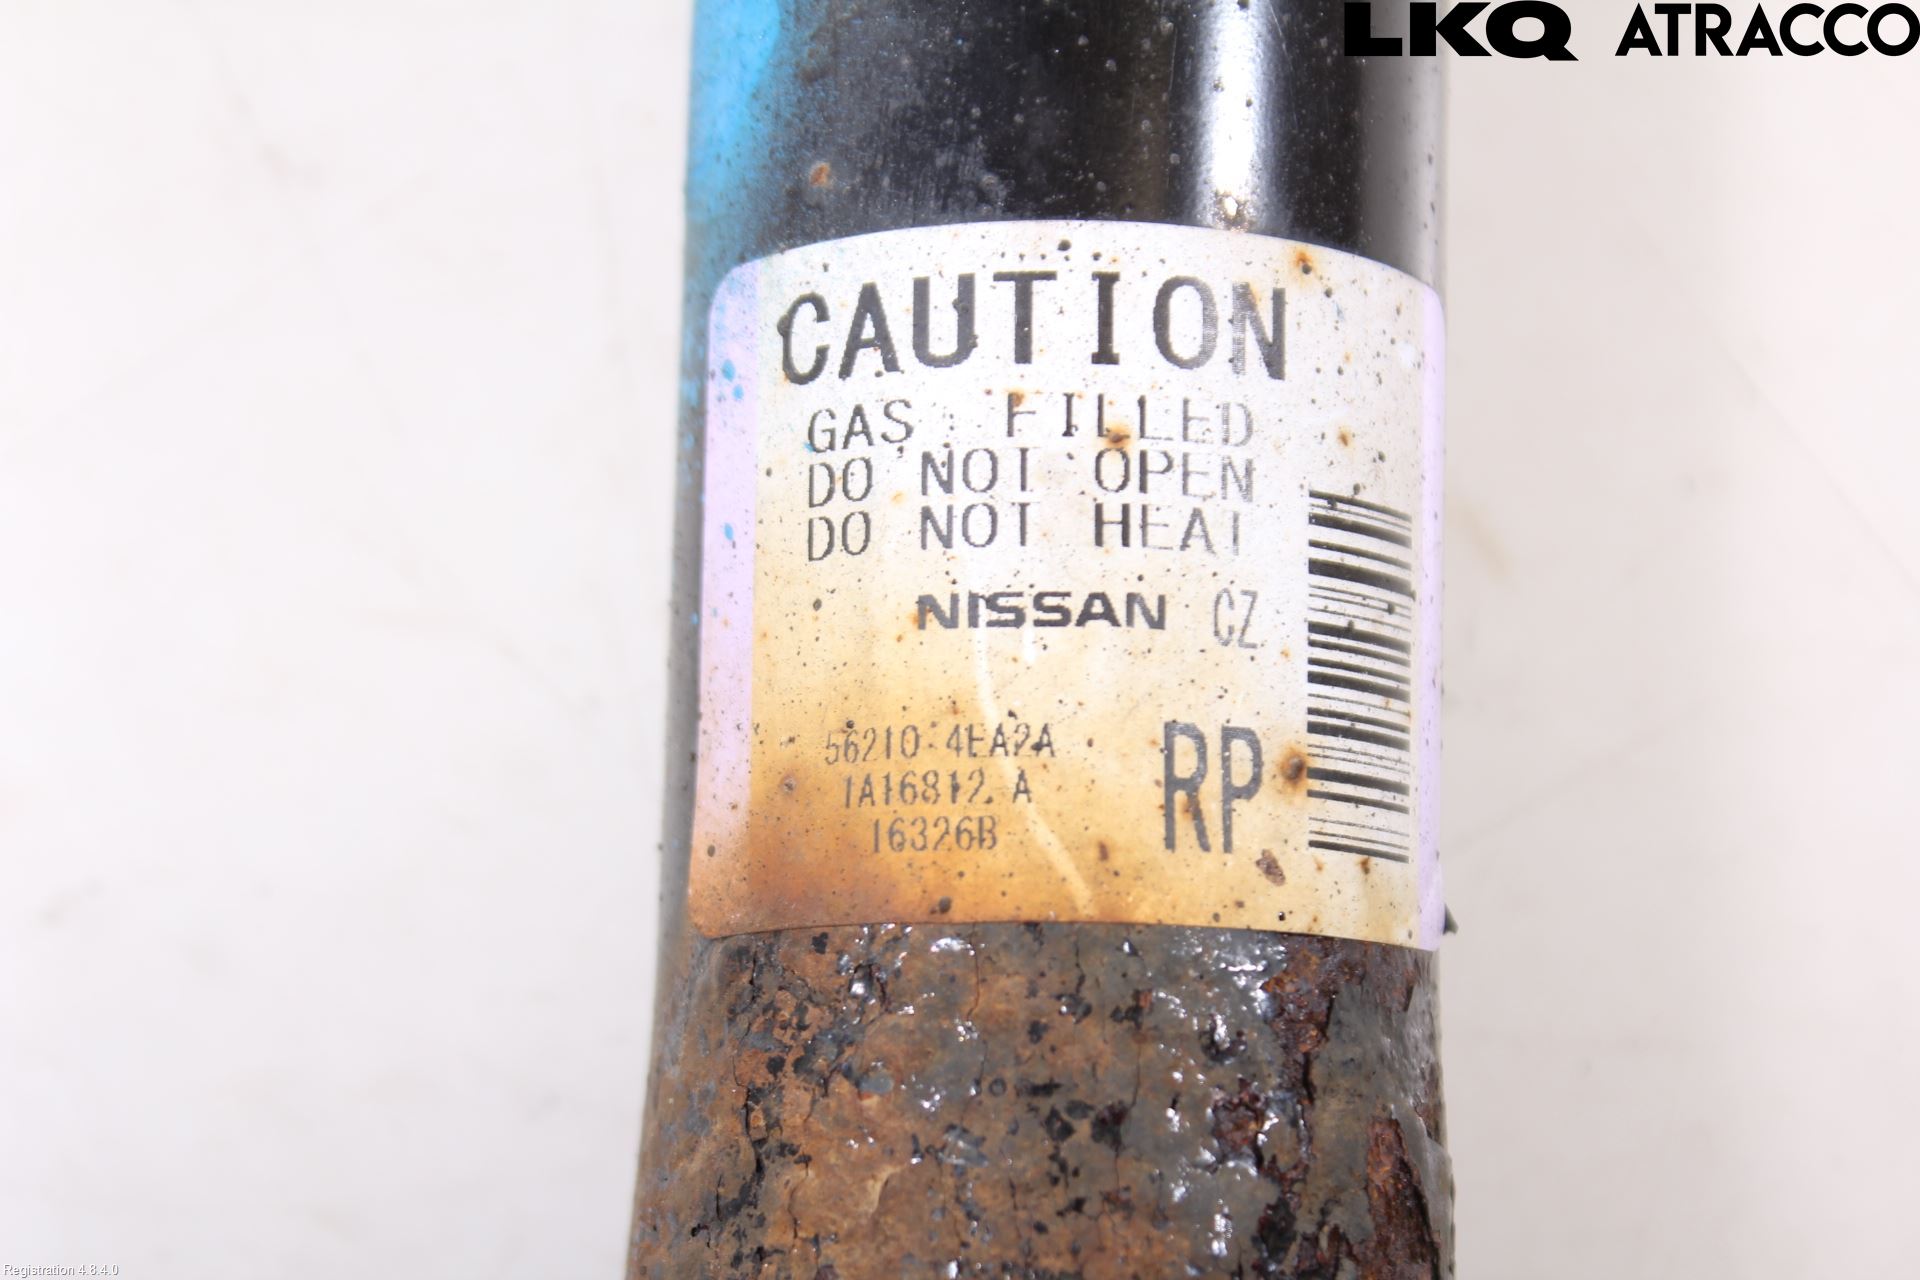 LKQ ATRACCO
CAUTION
GAS FILLED
DO NOT OPEN
DO NOT HEAT
NISSAN CZ
56210 4EA2A
1A16812 A
16326B
RP
Registration 4.8.4.0